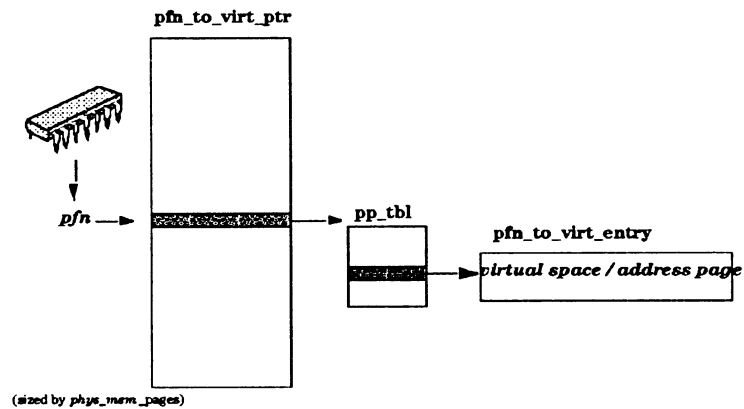 pfn_to_virt_ptr
pfn
pp_tbl
pfn_to_virt_entry
virtual space / address page
(sized by phys_mem_pages)